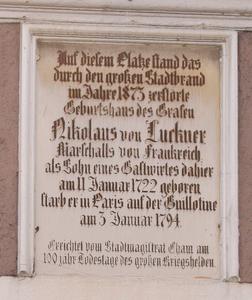 Auf diesem Platze stand das
durch den großen Stadtbrand
im Jahre 1873 zerstörte
Geburtshaus des Grafen
Nikolaus von Luckner
Marschalls von Frankreich
als Sohn eines Gastwirtes dahier
am 11 Januar 1722 geboren
starb er in Paris auf der Guillotine
am 3 Januar 1794.
Errichtet vom Stadtmagistrat Cham am
100 jähr Todestage des großen Kriegshelden.